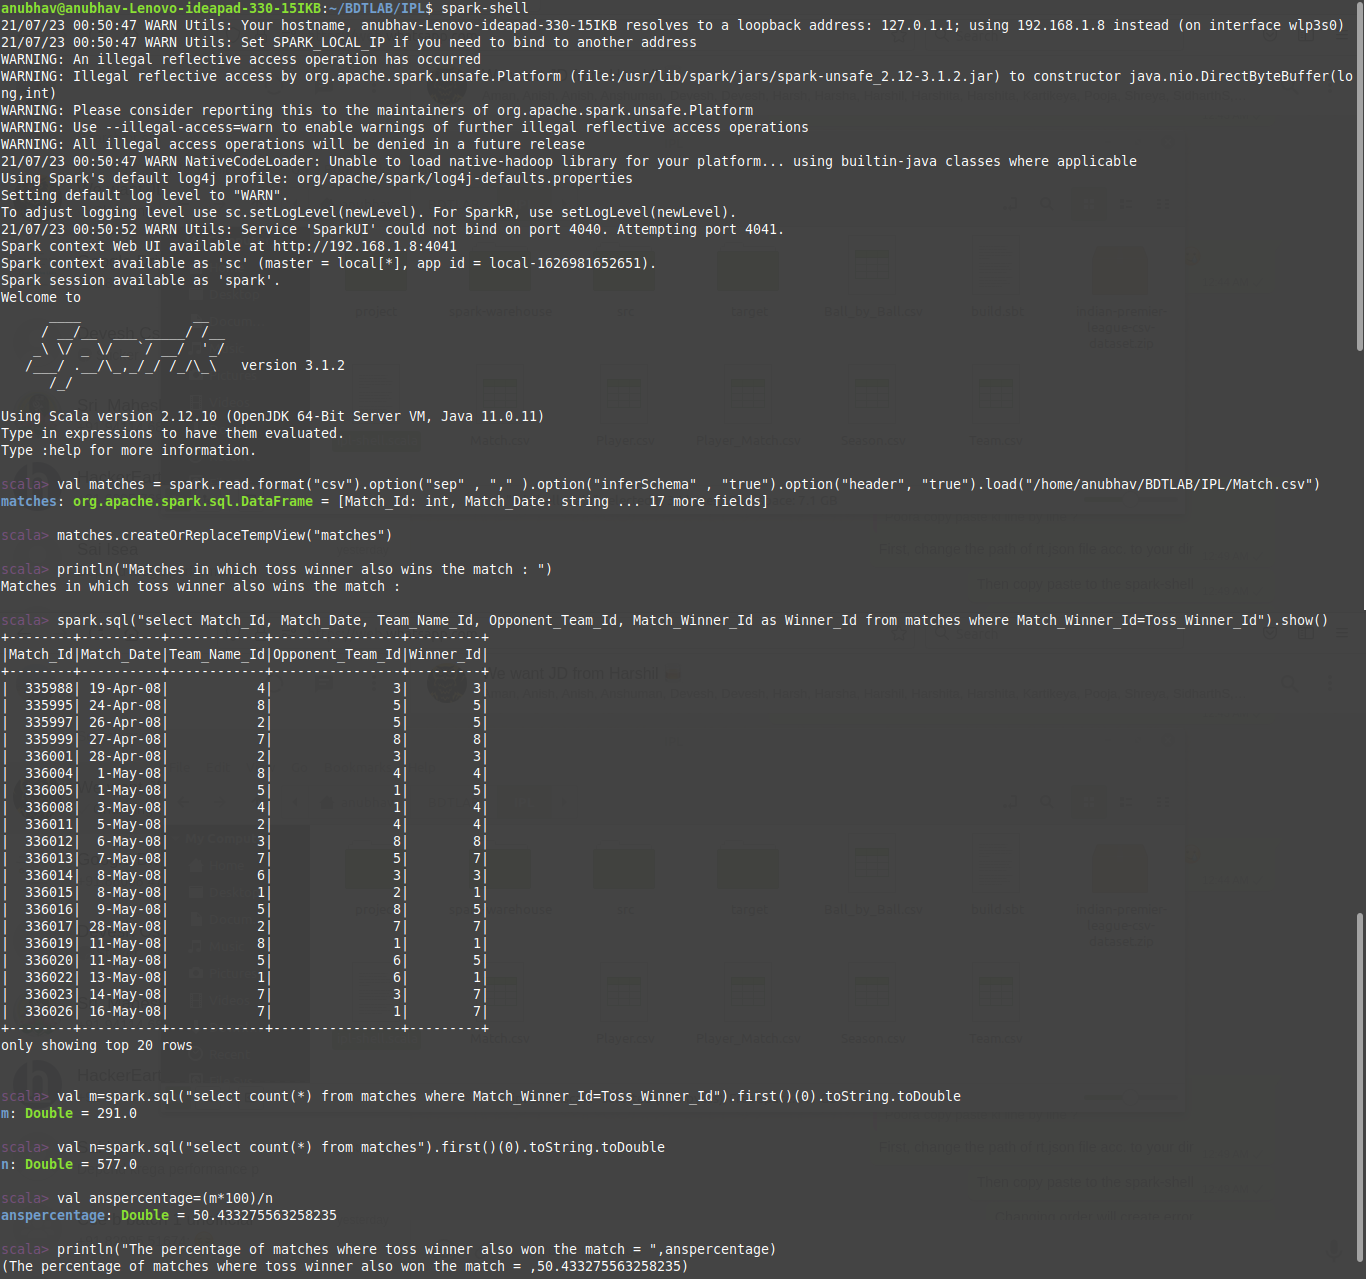 anubhav@anubhav-Lenovo-ideapad-330-15IKB:~/BDTLAB/IPL$ spark-shell
21/07/23 00:50:47 WARN Utils: Your hostname, anubhav-Lenovo-ideapad-330-15IKB resolves to a loopback address: 127.0.1.1; using 192.168.1.8 instead (on interface wlp3s0)
21/07/23 00:50:47 WARN Utils: Set SPARK_LOCAL_IP if you need to bind to another address
WARNING: An illegal reflective access operation has occurred
WARNING: Illegal reflective access by org.apache.spark.unsafe.Platform (file:/usr/lib/spark/jars/spark-unsafe_2.12-3.1.2.jar) to constructor java.nio.DirectByteBuffer(lo
ng,int)
WARNING: Please consider reporting this to the maintainers of org.apache.spark.unsafe.Platform
WARNING: Use --illegal-access=warn to enable warnings of further illegal reflective access operations
WARNING: All illegal access operations will be denied in a future release
21/07/23 00:50:47 WARN NativeCodeLoader: Unable to load native-hadoop library for your platform... using builtin-java classes where applicable
Using Spark's default log4j profile: org/apache/spark/log4j-defaults.properties
Setting default log level to "WARN".
To adjust logging level use sc.setLogLevel(newLevel). For SparkR, use setLogLevel(newLevel).
21/07/23 00:50:52 WARN Utils: Service 'SparkUI' could not bind on port 4040. Attempting port 4041.
Spark context Web UI available at http://192.168.1.8:4041
Spark context available as 'sc' (master = local[*], app id = local-1626981652651).
Spark session available as 'spark'.
Welcome to
      ____              __
     / __/__  ___ _____/ /__
    _\ \/ _ \/ _ `/ __/  '_/
   /___/ .__/\_,_/_/ /_/\_\   version 3.1.2
      /_/
Using Scala version 2.12.10 (OpenJDK 64-Bit Server VM, Java 11.0.11)
Type in expressions to have them evaluated.
Type :help for more information.
scala> val matches = spark.read.format("csv").option("sep" , "," ).option("inferSchema" , "true").option("header", "true").load("/home/anubhav/BDTLAB/IPL/Match.csv")
matches: org.apache.spark.sql.DataFrame = [Match_Id: int, Match_Date: string ... 17 more fields]
scala> matches.createOrReplaceTempView("matches")
scala> println("Matches in which toss winner also wins the match : ")
Matches in which toss winner also wins the match :
scala> spark.sql("select Match_Id, Match_Date, Team_Name_Id, Opponent_Team_Id, Match_Winner_Id as Winner_Id from matches where Match_Winner_Id=Toss_Winner_Id").show()
+--------+----------+------------+----------------+---------+
|Match_Id|Match_Date|Team_Name_Id|Opponent_Team_Id|Winner_Id|
+--------+----------+------------+----------------+---------+
|  335988| 19-Apr-08|           4|               3|        3|
|  335995| 24-Apr-08|           8|               5|        5|
|  335997| 26-Apr-08|           2|               5|        5|
|  335999| 27-Apr-08|           7|               8|        8|
|  336001| 28-Apr-08|           2|               3|        3|
|  336004|  1-May-08|           8|               4|        4|
|  336005|  1-May-08|           5|               1|        5|
|  336008|  3-May-08|           4|               1|        4|
|  336011|  5-May-08|           2|               4|        4|
|  336012|  6-May-08|           3|               8|        8|
|  336013|  7-May-08|           7|               5|        7|
|  336014|  8-May-08|           6|               3|        3|
|  336015|  8-May-08|           1|               2|        1|
|  336016|  9-May-08|           5|               8|        5|
|  336017| 28-May-08|           2|               7|        7|
|  336019| 11-May-08|           8|               1|        1|
|  336020| 11-May-08|           5|               6|        5|
|  336022| 13-May-08|           1|               6|        1|
|  336023| 14-May-08|           7|               3|        7|
|  336026| 16-May-08|           7|               1|        7|
+--------+----------+------------+----------------+---------+
only showing top 20 rows
scala> val m=spark.sql("select count(*) from matches where Match_Winner_Id=Toss_Winner_Id").first()(0).toString.toDouble
m: Double = 291.0
scala> val n=spark.sql("select count(*) from matches").first()(0).toString.toDouble
n: Double = 577.0
scala> val anspercentage=(m*100)/n
anspercentage: Double = 50.433275563258235
scala> println("The percentage of matches where toss winner also won the match = ",anspercentage)
(The percentage of matches where toss winner also won the match = ,50.433275563258235)